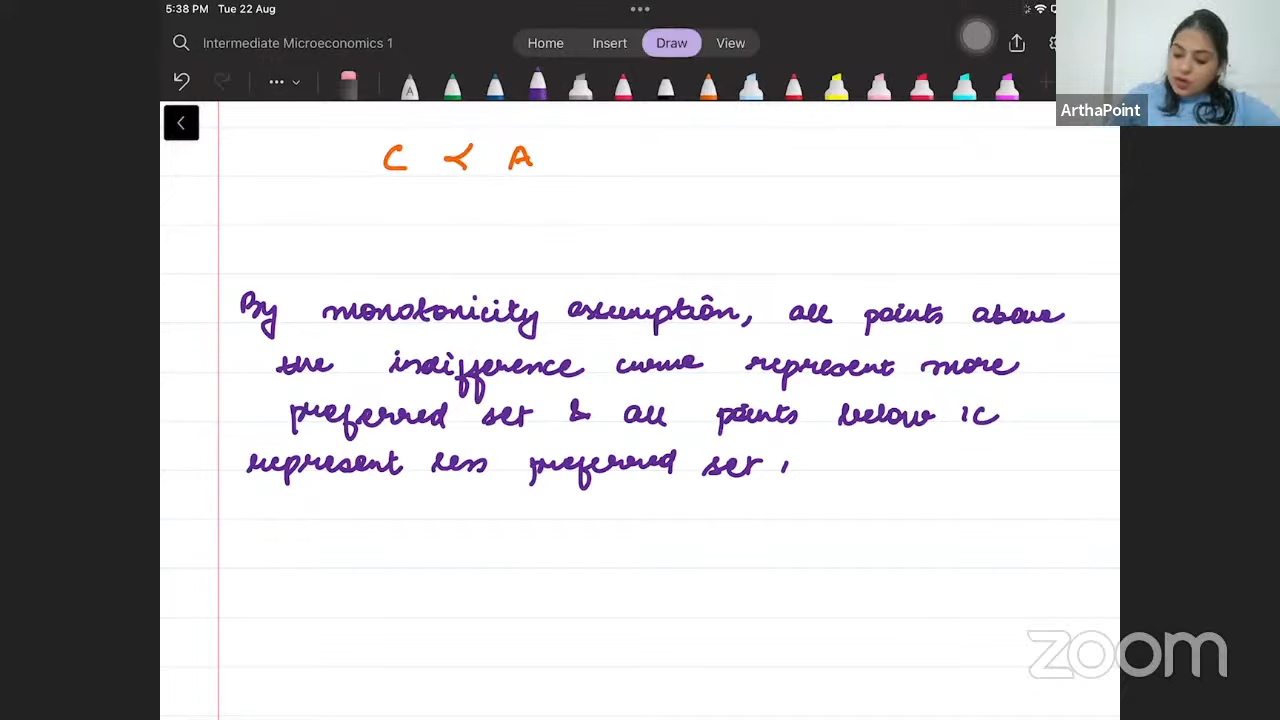 5:38 PM Tue 22 Aug
Intermediate Microeconomics 1
Home Insert Draw View
A
ArthaPoint
C ≺ A
By monotonicity assumption, all points above
the indifference curve represent more
preferred set & all points below IC
represent less preferred set.
zoom